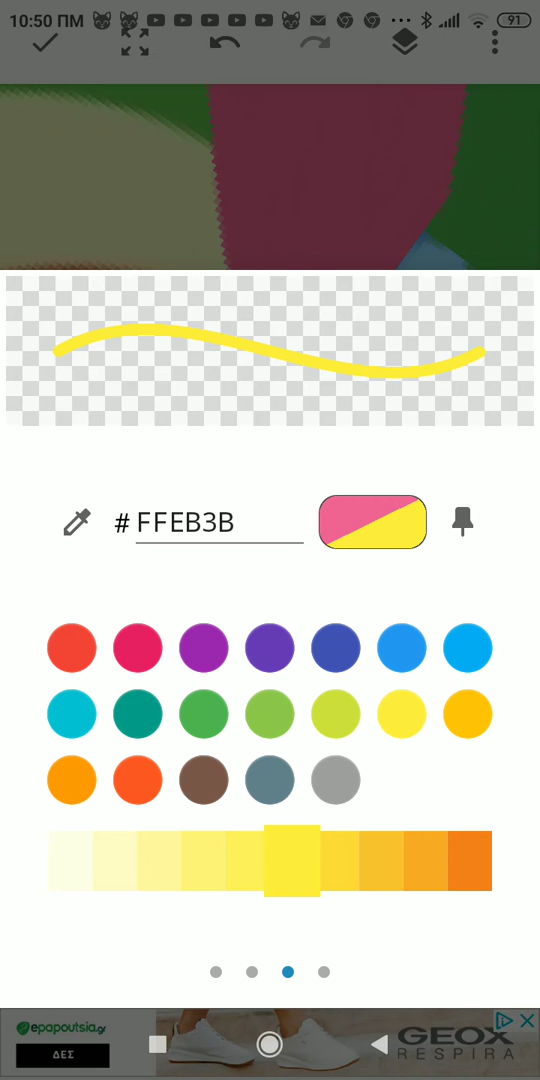 10:50 ΠΜ
91
# FFEB3B
epapoutsia.gr
ΔΕΣ
GEOX
RESPIRA